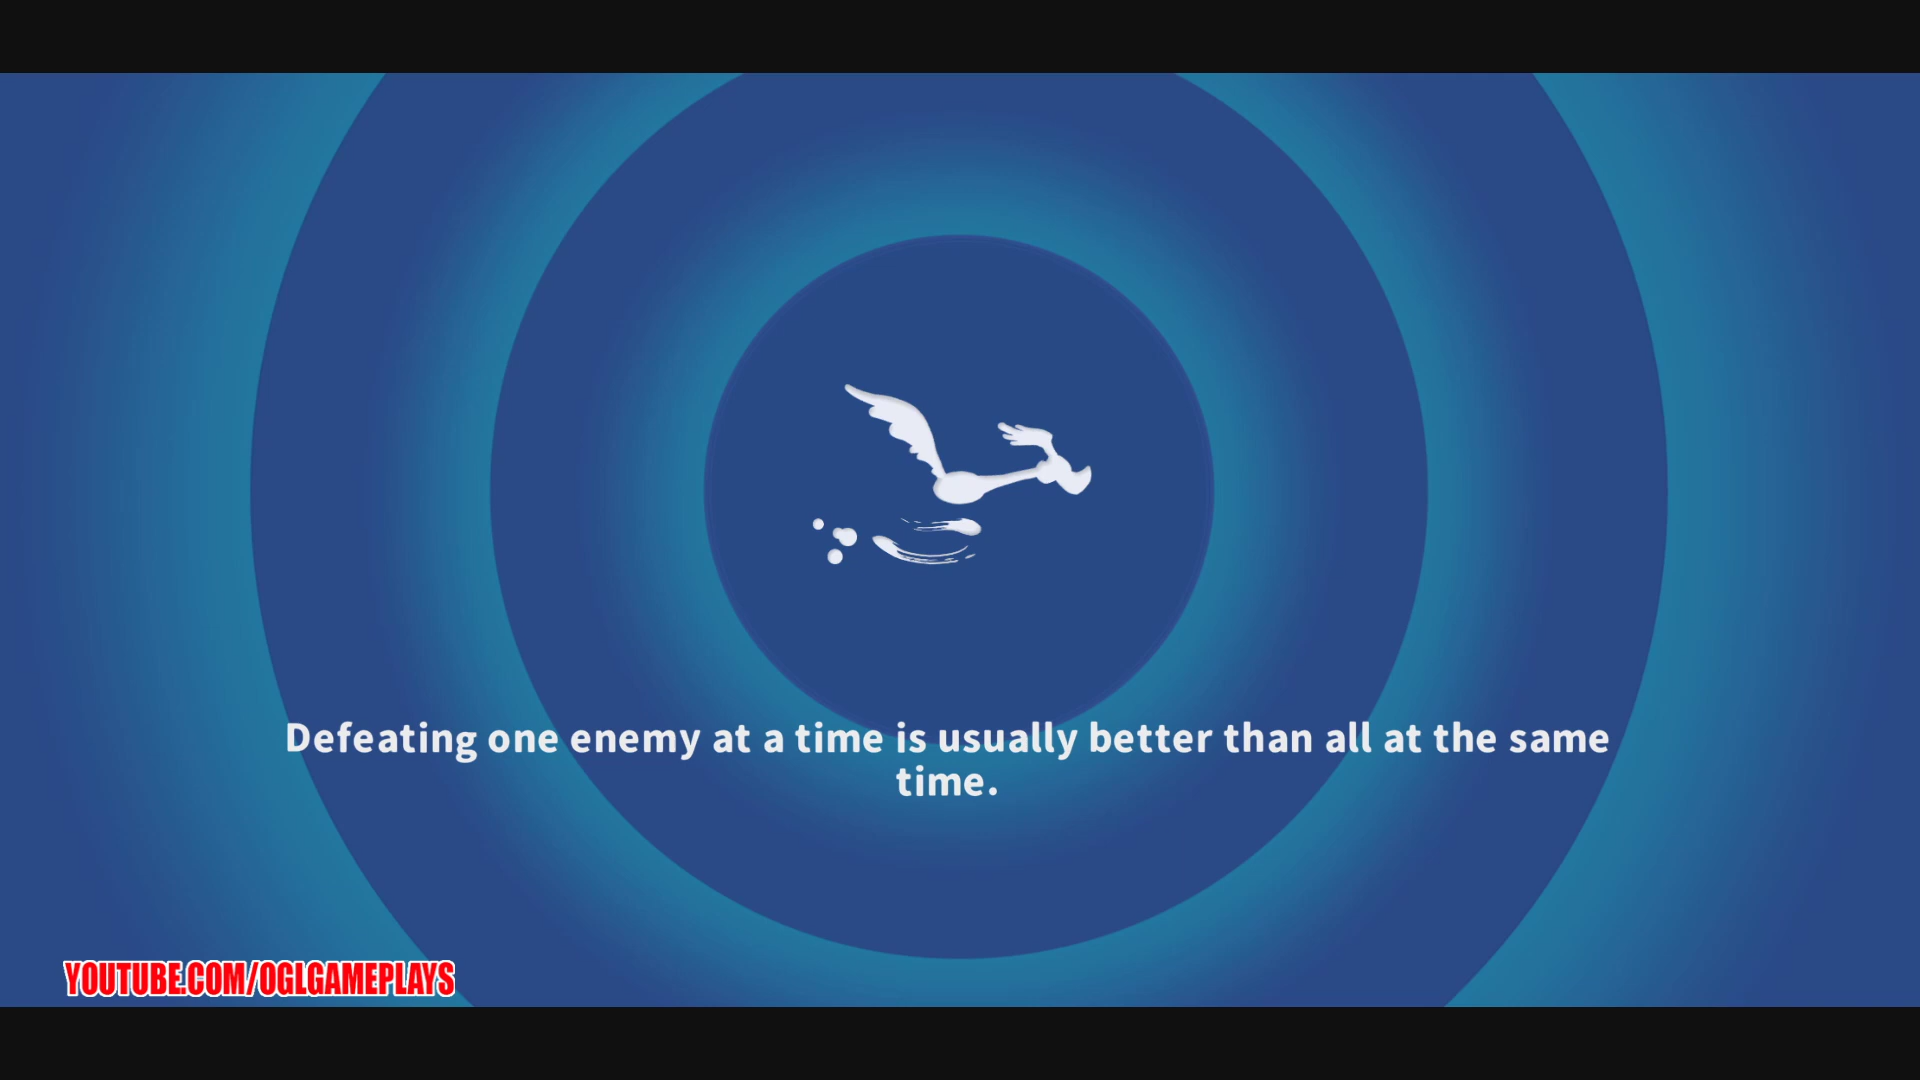 Defeating one enemy at a time is usually better than all at the same
time.
YOUTUBE.COM/OGLGAMEPLAYS